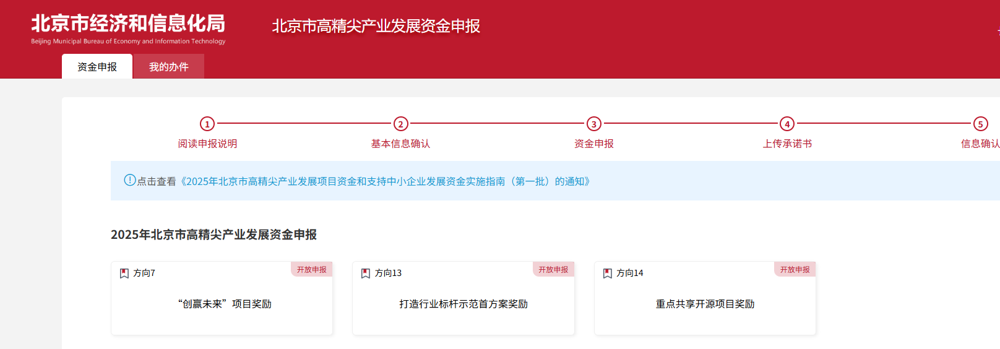 北京市经济和信息化局
Beijing Municipal Bureau of Economy and Information Technology
北京市高精尖产业发展资金申报
资金申报
我的办件
1
2
3
4
5
阅读申报说明
基本信息确认
资金申报
上传承诺书
信息确认
点击查看《2025年北京市高精尖产业发展项目资金和支持中小企业发展资金实施指南（第一批）的通知》
2025年北京市高精尖产业发展资金申报
方向7
开放申报
“创赢未来”项目奖励
方向13
开放申报
打造行业标杆示范首方案奖励
方向14
开放申报
重点共享开源项目奖励